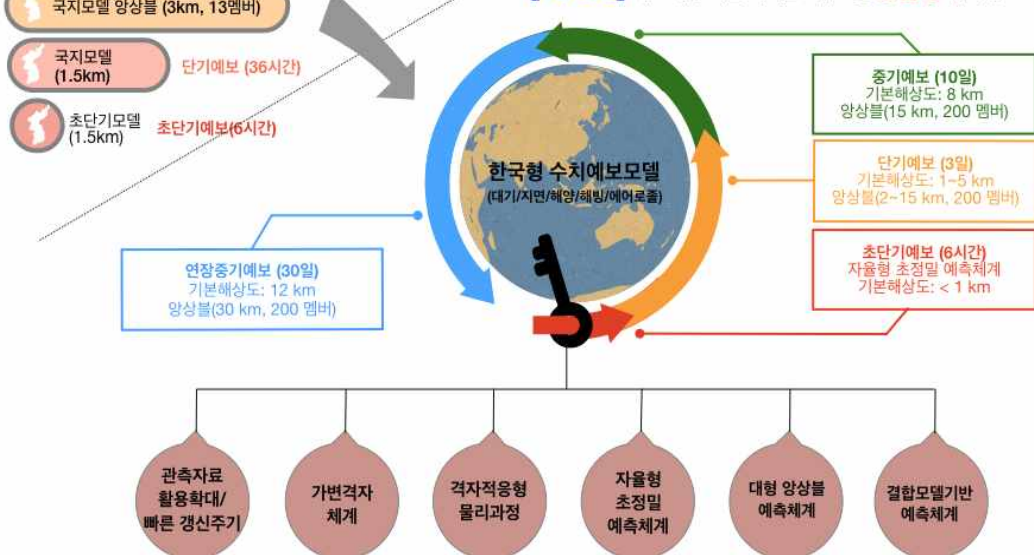 국지모델 앙상블 (3km, 13멤버)
국지모델
(1.5km)
단기예보 (36시간)
초단기모델
(1.5km)
초단기예보(6시간)
한국형 수치예보모델
(대기/지면/해양/해빙/에어로졸)
중기예보 (10일)
기본해상도: 8 km
앙상블(15 km, 200 멤버)
단기예보 (3일)
기본해상도: 1~5 km
앙상블(2~15 km, 200 멤버)
초단기예보 (6시간)
자율형 초정밀 예측체계
기본해상도: < 1 km
연장중기예보 (30일)
기본해상도: 12 km
앙상블(30 km, 200 멤버)
관측자료
활용확대/
빠른 갱신주기
가변격자
체계
격자적응형
물리과정
자율형
초정밀
예측체계
대형 앙상블
예측체계
결합모델기반
예측체계